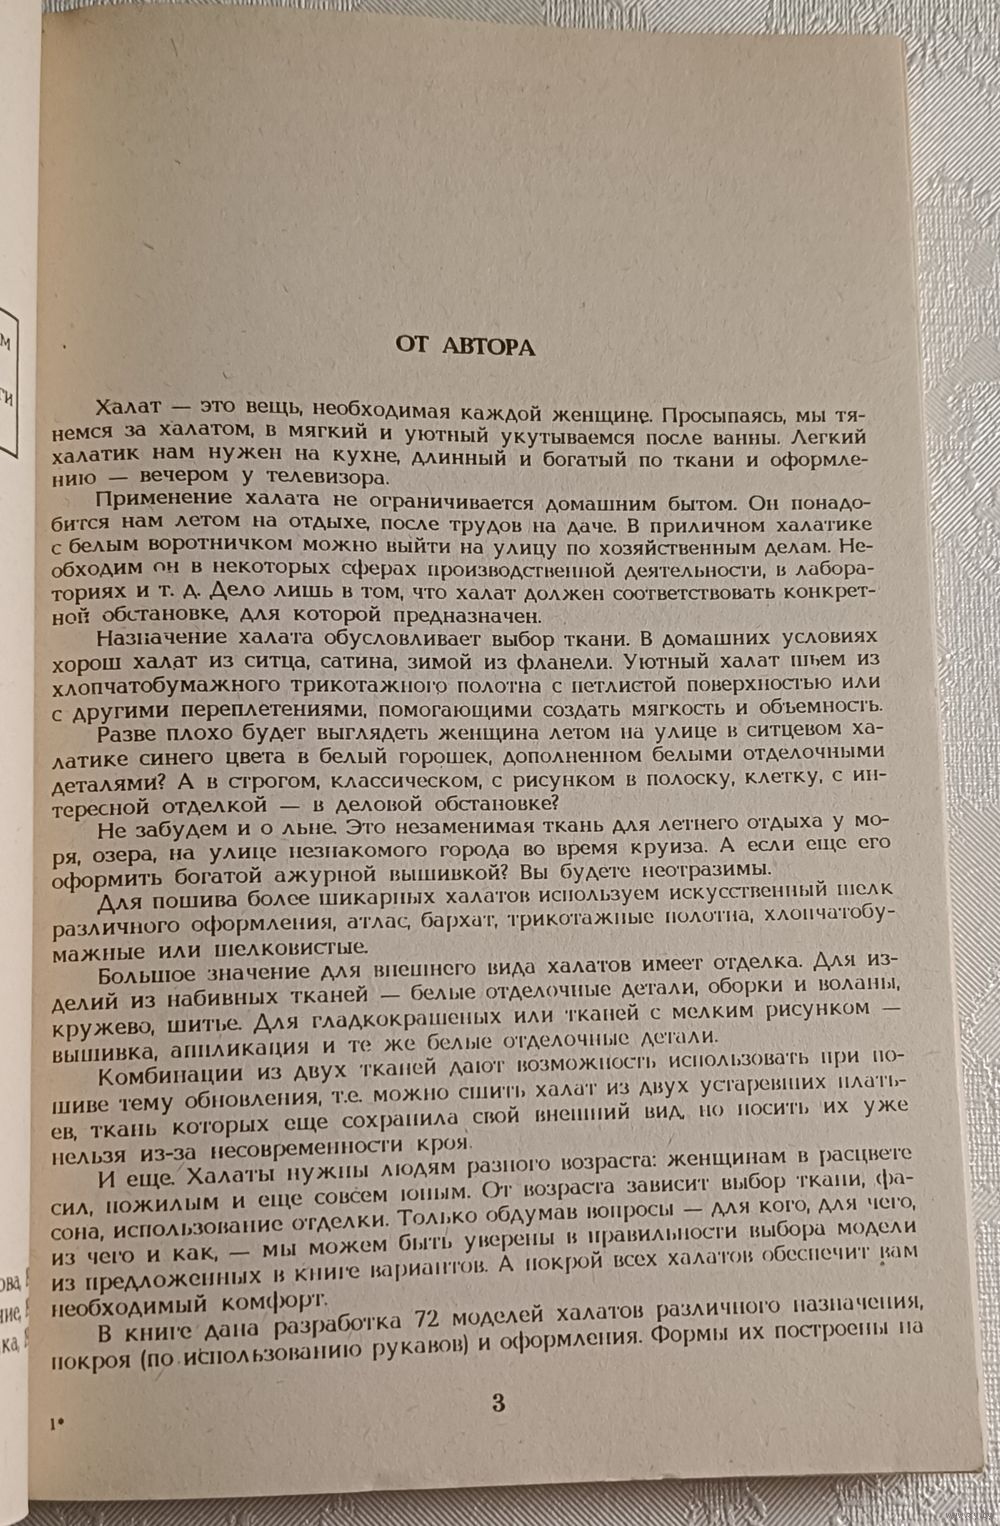 ОТ АВТОРА
Халат — это вещь, необходимая каждой женщине. Просыпаясь, мы тя-
немся за халатом, в мягкий и уютный укутываемся после ванны. Легкий
халатик нам нужен на кухне, длинный и богатый по ткани и оформле-
нию — вечером у телевизора.
Применение халата не ограничивается домашним бытом. Он понадо-
бится нам летом на отдыхе, после трудов на даче. В приличном халатике
с белым воротничком можно выйти на улицу по хозяйственным делам. Не-
обходим он в некоторых сферах производственной деятельности, в лабора-
ториях и т. д. Дело лишь в том, что халат должен соответствовать конкрет-
ной обстановке, для которой предназначен.
Назначение халата обусловливает выбор ткани. В домашних условиях
хорош халат из ситца, сатина, зимой из фланели. Уютный халат шьем из
хлопчатобумажного трикотажного полотна с петлистой поверхностью или
с другими переплетениями, помогающими создать мягкость и объемность.
Разве плохо будет выглядеть женщина летом на улице в ситцевом ха-
латике синего цвета в белый горошек, дополненном белыми отделочными
деталями? А в строгом, классическом, с рисунком в полоску, клетку, с ин-
тересной отделкой — в деловой обстановке?
Не забудем и о льне. Это незаменимая ткань для летнего отдыха у мо-
ря, озера, на улице незнакомого города во время круиза. А если еще его
оформить богатой ажурной вышивкой? Вы будете неотразимы.
Для пошива более шикарных халатов используем искусственный шелк
различного оформления, атлас, бархат, трикотажные полотна, хлопчатобу-
мажные или шелковистые.
Большое значение для внешнего вида халатов имеет отделка. Для из-
делий из набивных тканей — белые отделочные детали, оборки и воланы,
кружево, шитье. Для гладкокрашеных или тканей с мелким рисунком —
вышивка, аппликация и те же белые отделочные детали.
Комбинации из двух тканей дают возможность использовать при по-
шиве тему обновления, т.е. можно сшить халат из двух устаревших плать-
ев, ткань которых еще сохранила свой внешний вид, но носить их уже
нельзя из-за несовременности кроя.
И еще. Халаты нужны людям разного возраста: женщинам в расцвете
сил, пожилым и еще совсем юным. От возраста зависит выбор ткани, фа-
сона, использование отделки. Только обдумав вопросы — для кого, для чего,
из чего и как, — мы можем быть уверены в правильности выбора модели
из предложенных в книге вариантов. А покрой всех халатов обеспечит вам
необходимый комфорт.
В книге дана разработка 72 моделей халатов различного назначения,
покроя (по использованию рукавов) и оформления. Формы их построены на
3
1*